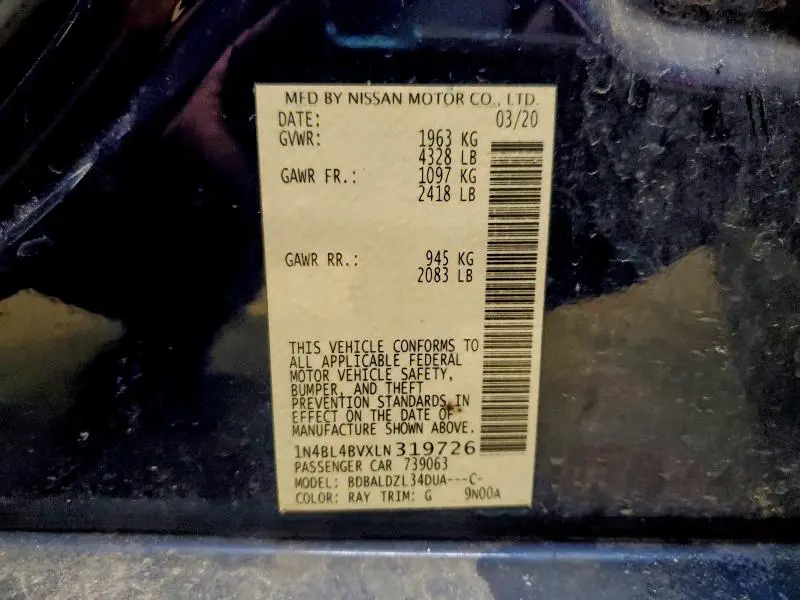 MFD BY NISSAN MOTOR CO., LTD.
DATE: 03/20
GVWR: 1963 KG
4328 LB
GAWR FR.: 1097 KG
2418 LB
GAWR RR.: 945 KG
2083 LB
THIS VEHICLE CONFORMS TO
ALL APPLICABLE FEDERAL
MOTOR VEHICLE SAFETY,
BUMPER, AND THEFT
PREVENTION STANDARDS IN
EFFECT ON THE DATE OF
MANUFACTURE SHOWN ABOVE.
1N4BL4BVXLN319726
PASSENGER CAR 739063
MODEL: BDBALDZL34DUA---C-
COLOR: RAY TRIM: G 9N00A